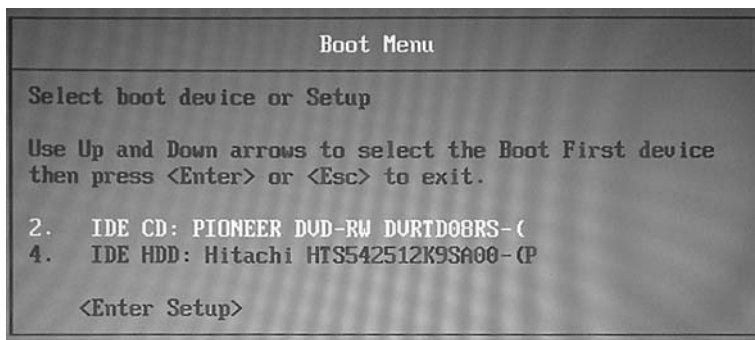 Boot Menu
Select boot device or Setup
Use Up and Down arrows to select the Boot First device
then press <Enter> or <Esc> to exit.
2. IDE CD: PIONEER DVD-RW DVRTD08RS-(
4. IDE HDD: Hitachi HTS542512K9SA00-(P
<Enter Setup>